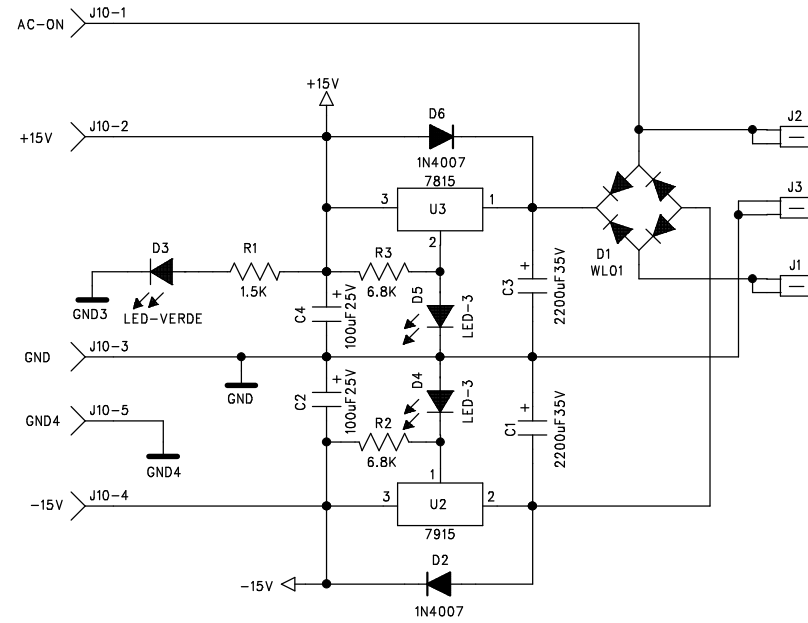 J10-1
AC-ON
+15V
J2
D6
J10-2
+15V
1N4007
7815
J3
3
U3
1
2
D3
R1
R3
D1
WL01
J1
1.5K
6.8K
D5
LED-3
C3
+
2200uF35V
GND3
LED-VERDE
C4
+
100uF25V
J10-3
GND
GND
C2
+
100uF25V
D4
LED-3
C1
+
2200uF35V
J10-5
GND4
R2
6.8K
GND4
1
J10-4
-15V
3
U2
2
7915
D2
-15V
1N4007